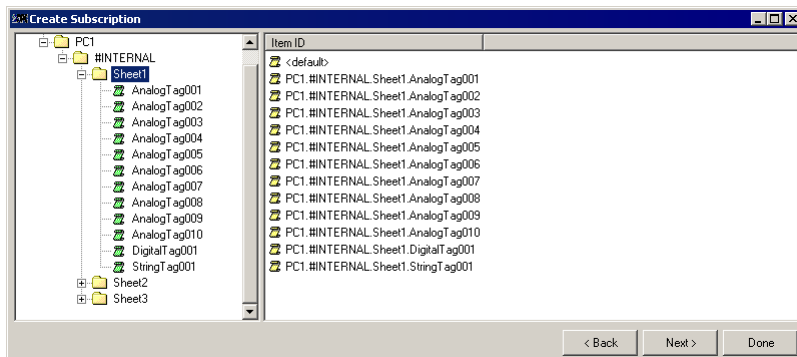 Create Subscription
PC1
#INTERNAL
Sheet1
AnalogTag001
AnalogTag002
AnalogTag003
AnalogTag004
AnalogTag005
AnalogTag006
AnalogTag007
AnalogTag008
AnalogTag009
AnalogTag010
DigitalTag001
StringTag001
Sheet2
Sheet3
Item ID
<default>
PC1.#INTERNAL.Sheet1.AnalogTag001
PC1.#INTERNAL.Sheet1.AnalogTag002
PC1.#INTERNAL.Sheet1.AnalogTag003
PC1.#INTERNAL.Sheet1.AnalogTag004
PC1.#INTERNAL.Sheet1.AnalogTag005
PC1.#INTERNAL.Sheet1.AnalogTag006
PC1.#INTERNAL.Sheet1.AnalogTag007
PC1.#INTERNAL.Sheet1.AnalogTag008
PC1.#INTERNAL.Sheet1.AnalogTag009
PC1.#INTERNAL.Sheet1.AnalogTag010
PC1.#INTERNAL.Sheet1.DigitalTag001
PC1.#INTERNAL.Sheet1.StringTag001
< Back
Next >
Done